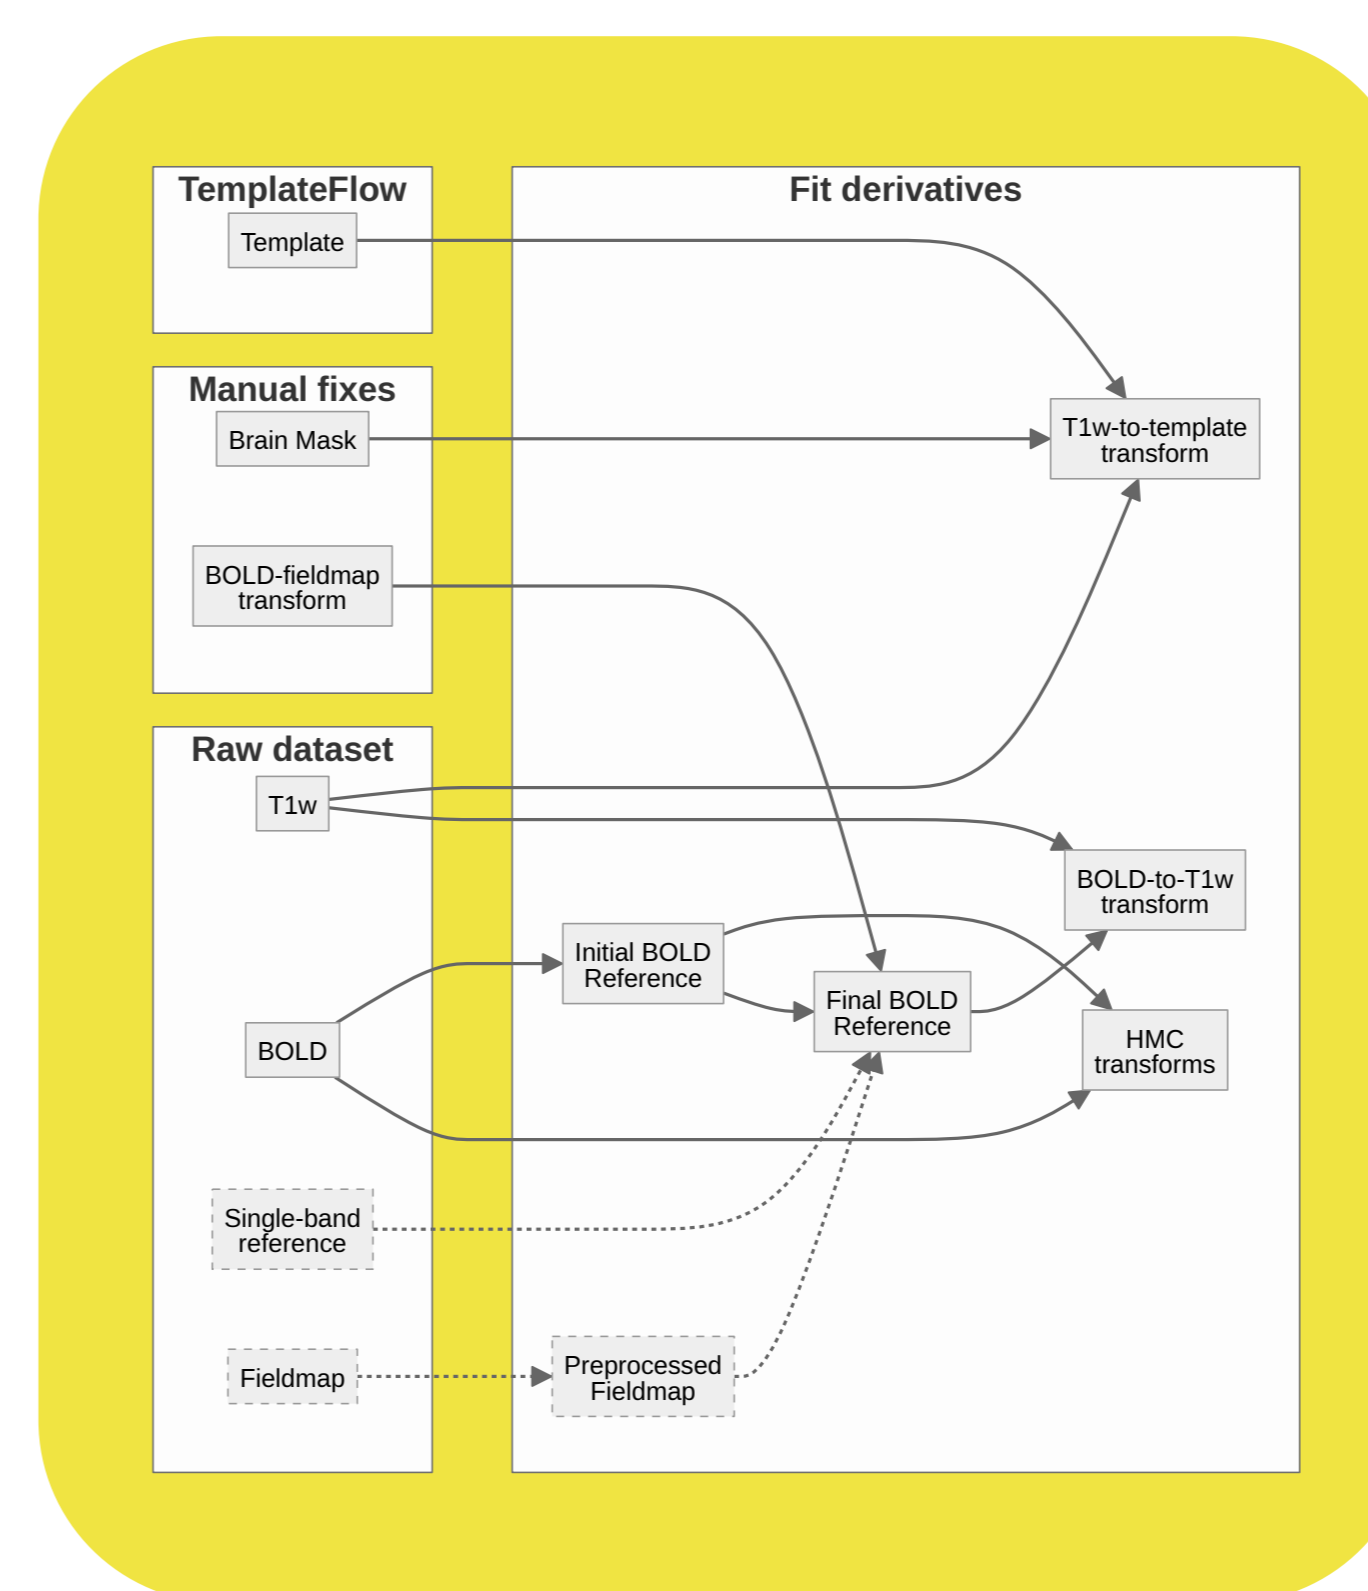 TemplateFlow
Template
Manual fixes
Brain Mask
BOLD-fieldmap
transform
Raw dataset
T1w
BOLD
Single-band
reference
Fieldmap
Fit derivatives
T1w-to-template
transform
BOLD-to-T1w
transform
Initial BOLD
Reference
Final BOLD
Reference
HMC
transforms
Preprocessed
Fieldmap